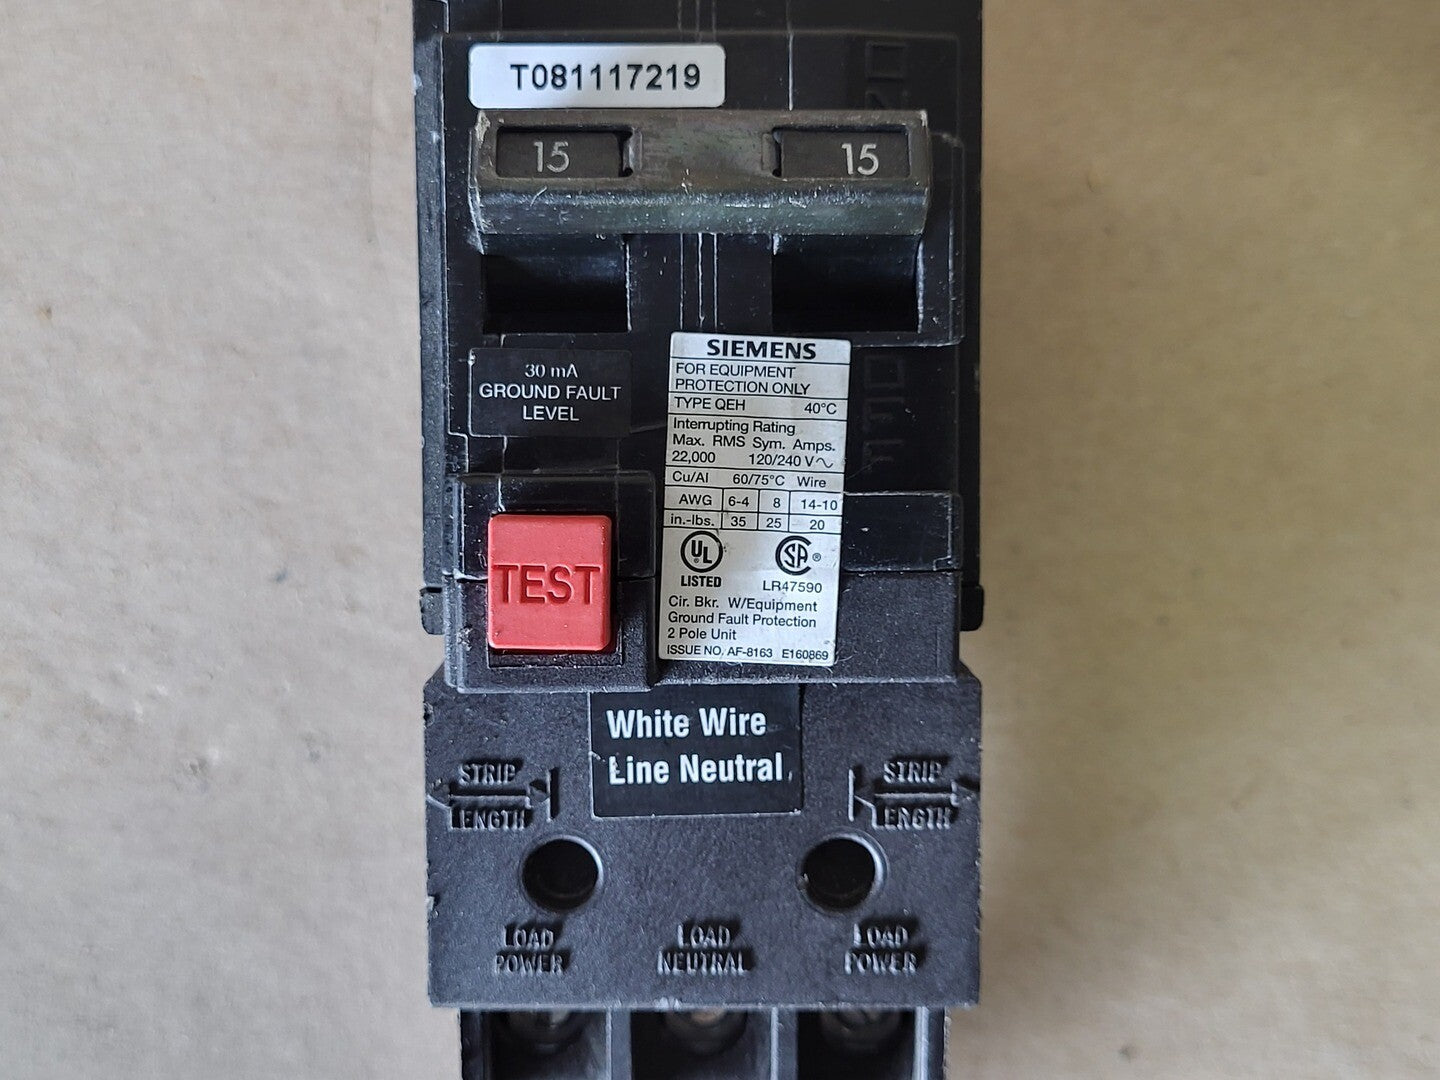 T081117219
15 15
30 mA
GROUND FAULT
LEVEL
SIEMENS
FOR EQUIPMENT
PROTECTION ONLY
TYPE QEH 40°C
Interrupting Rating
Max. RMS Sym. Amps.
22,000 120/240 V∿
Cu/Al 60/75°C Wire
AWG 6-4 8 14-10
in.-lbs. 35 25 20
UL ® SA ®
LISTED LR47590
Cir. Bkr. W/Equipment
Ground Fault Protection
2 Pole Unit
ISSUE NO. AF-8163 E160869
TEST
White Wire
Line Neutral
STRIP STRIP
LENGTH LENGTH
LOAD LOAD LOAD
POWER NEUTRAL POWER